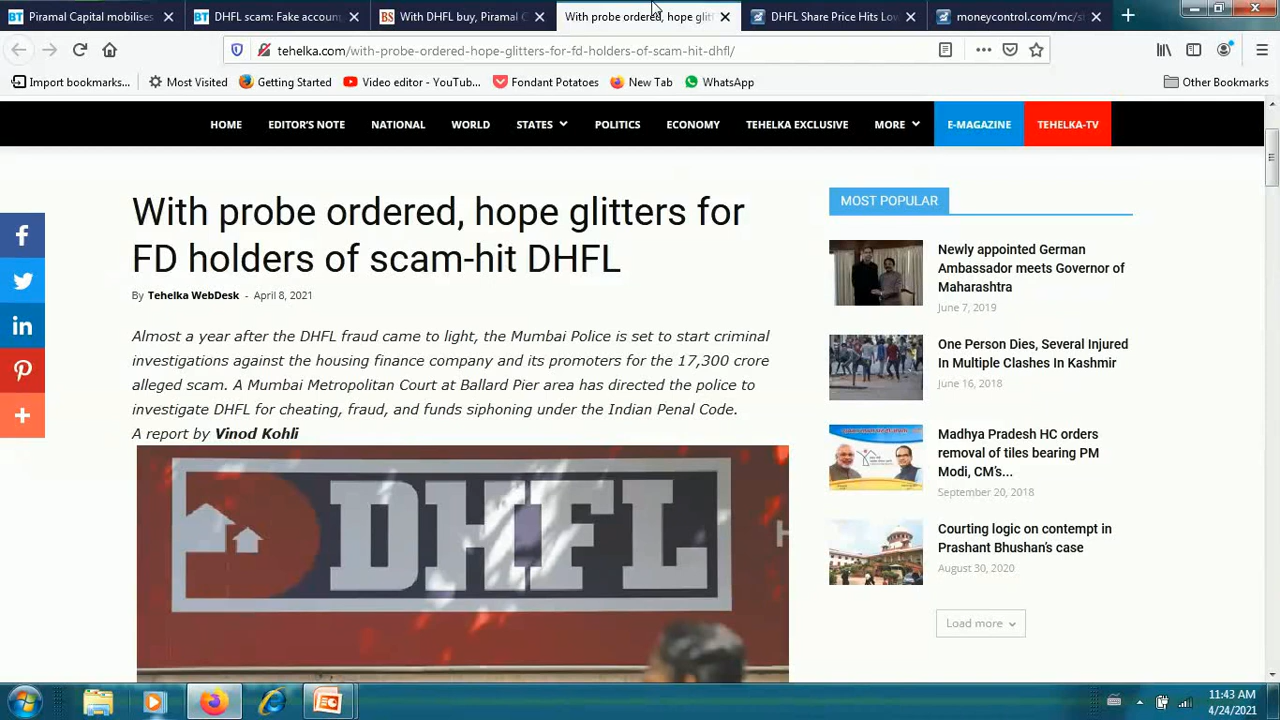 Piramal Capital mobilises
DHFL scam: Fake accoun
With DHFL buy, Piramal
With probe ordered, hope glit
DHFL Share Price Hits Lo
moneycontrol.com/mc/s
tehelka.com/with-probe-ordered-hope-glitters-for-fd-holders-of-scam-hit-dhfl/
Import bookmarks...
Most Visited
Getting Started
Video editor - YouTub...
Fondant Potatoes
New Tab
WhatsApp
Other Bookmarks
HOME
EDITOR'S NOTE
NATIONAL
WORLD
STATES
POLITICS
ECONOMY
TEHELKA EXCLUSIVE
MORE
E-MAGAZINE
TEHELKA-TV
With probe ordered, hope glitters for
FD holders of scam-hit DHFL
By Tehelka WebDesk - April 8, 2021
Almost a year after the DHFL fraud came to light, the Mumbai Police is set to start criminal
investigations against the housing finance company and its promoters for the 17,300 crore
alleged scam. A Mumbai Metropolitan Court at Ballard Pier area has directed the police to
investigate DHFL for cheating, fraud, and funds siphoning under the Indian Penal Code.
A report by Vinod Kohli
DHFL
MOST POPULAR
Newly appointed German
Ambassador meets Governor of
Maharashtra
June 7, 2019
One Person Dies, Several Injured
In Multiple Clashes In Kashmir
June 16, 2018
Madhya Pradesh HC orders
removal of tiles bearing PM
Modi, CM's...
September 20, 2018
Courting logic on contempt in
Prashant Bhushan's case
August 30, 2020
Load more
11:43 AM
4/24/2021